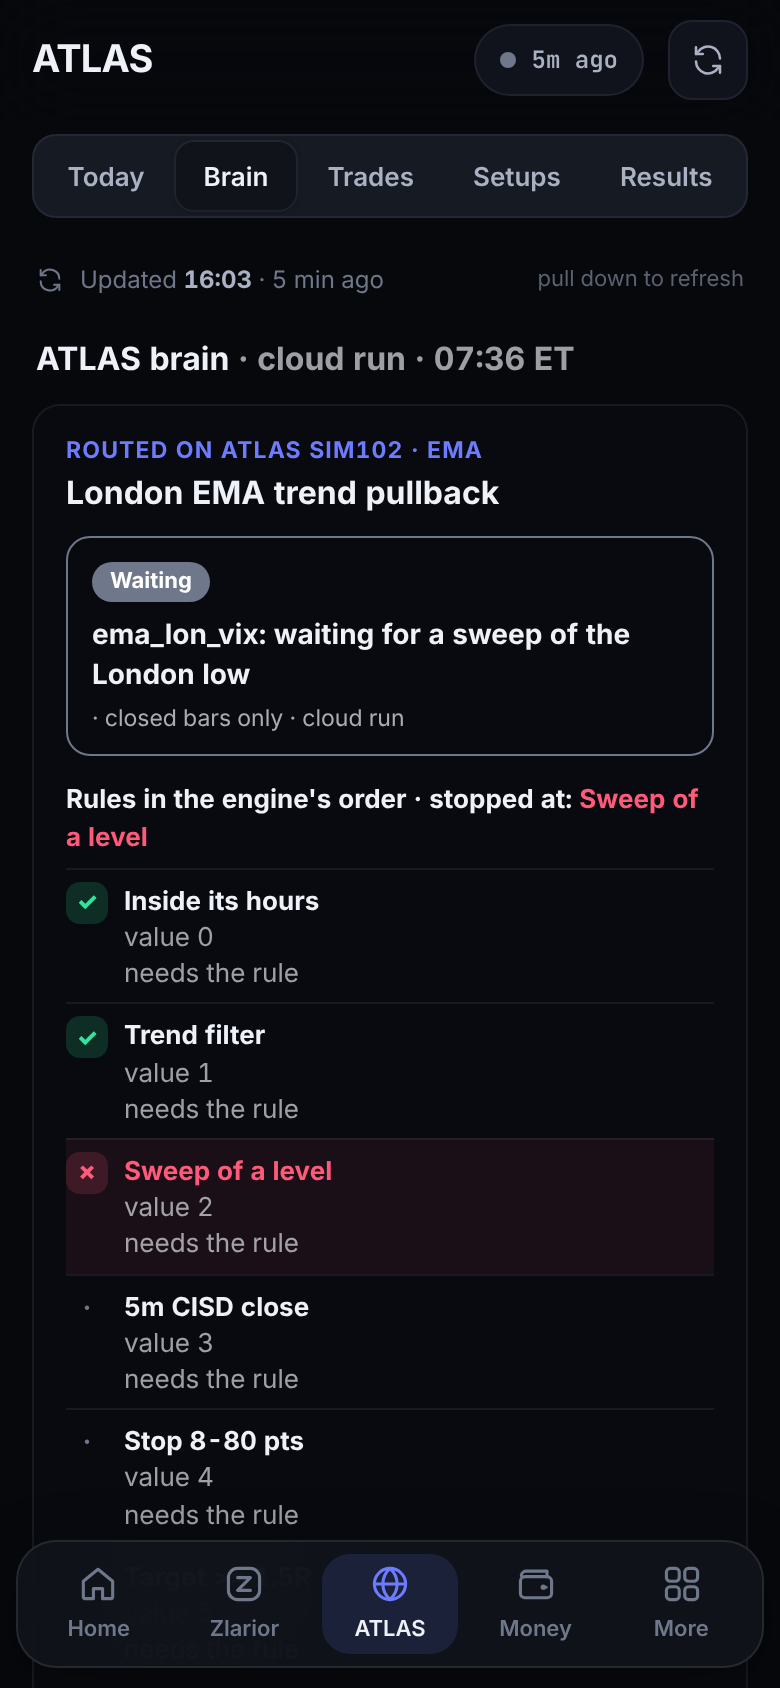 ATLAS
5m ago
Today Brain Trades Setups Results
Updated 16:03 · 5 min ago pull down to refresh
ATLAS brain · cloud run · 07:36 ET
ROUTED ON ATLAS SIM102 · EMA
London EMA trend pullback
Waiting
ema_lon_vix: waiting for a sweep of the
London low
· closed bars only · cloud run
Rules in the engine's order · stopped at: Sweep of
a level
Inside its hours
value 0
needs the rule
Trend filter
value 1
needs the rule
Sweep of a level
value 2
needs the rule
· 5m CISD close
value 3
needs the rule
· Stop 8-80 pts
value 4
needs the rule
Home Zlarior ATLAS Money More